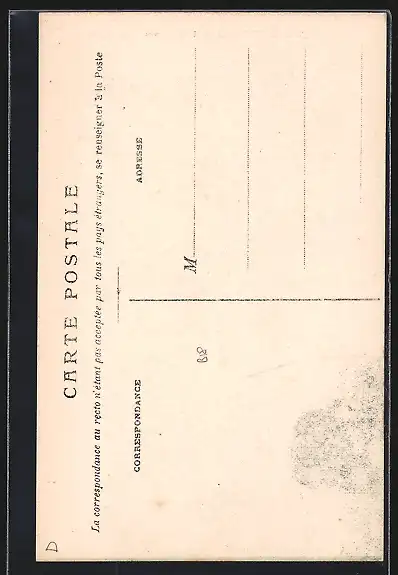 CARTE POSTALE
La correspondance au recto n'étant pas acceptée par tous les pays étrangers, se renseigner à la Poste
CORRESPONDANCE
ADRESSE
M
D